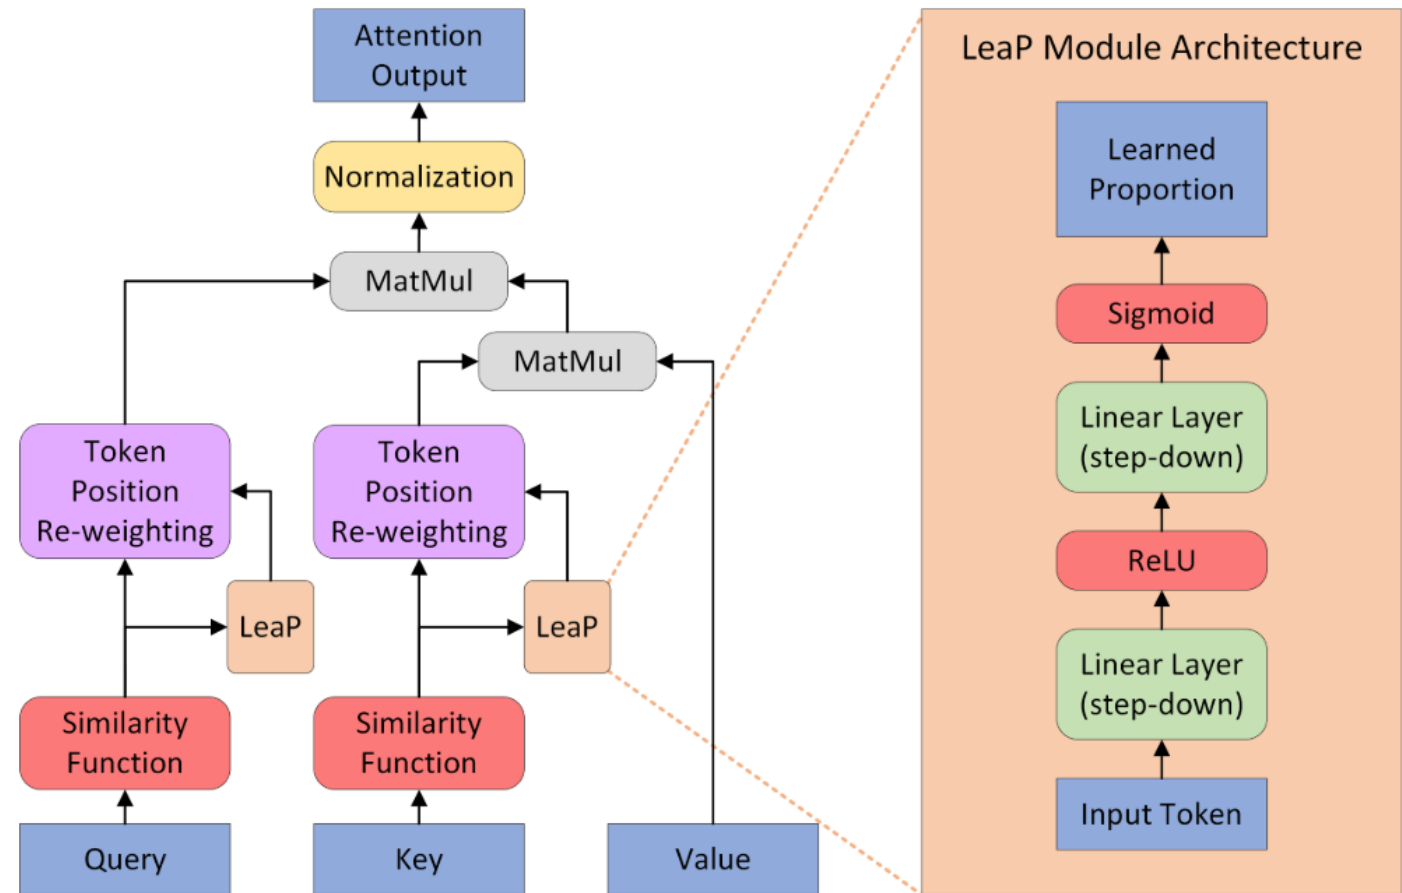 Attention
Output
Normalization
MatMul
MatMul
Token
Position
Re-weighting
Token
Position
Re-weighting
LeaP
LeaP
Similarity
Function
Similarity
Function
Query
Key
Value
LeaP Module Architecture
Learned
Proportion
Sigmoid
Linear Layer
(step-down)
ReLU
Linear Layer
(step-down)
Input Token